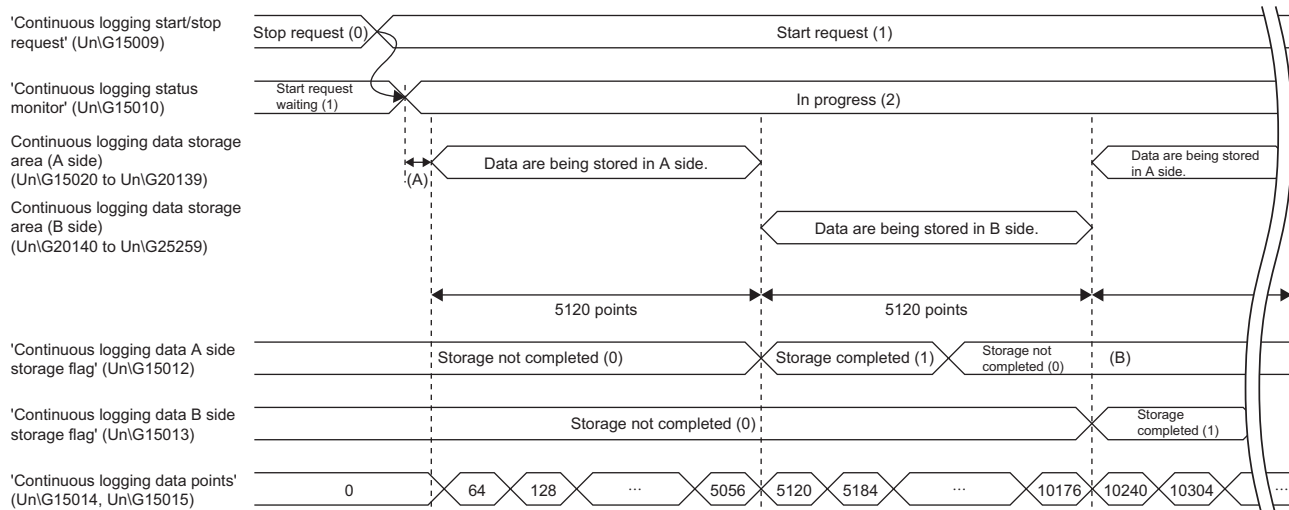 'Continuous logging start/stop
request' (Un\G15009)
Stop request (0)
Start request (1)
'Continuous logging status
monitor' (Un\G15010)
Start request
waiting (1)
In progress (2)
Continuous logging data storage
area (A side)
(Un\G15020 to Un\G20139)
(A)
Data are being stored in A side.
Data are being stored
in A side.
Continuous logging data storage
area (B side)
(Un\G20140 to Un\G25259)
Data are being stored in B side.
5120 points
5120 points
'Continuous logging data A side
storage flag' (Un\G15012)
Storage not completed (0)
Storage completed (1)
Storage not
completed (0)
(B)
'Continuous logging data B side
storage flag' (Un\G15013)
Storage not completed (0)
Storage
completed (1)
'Continuous logging data points'
(Un\G15014, Un\G15015)
0
64
128
...
5056
5120
5184
...
10176
10240
10304
...